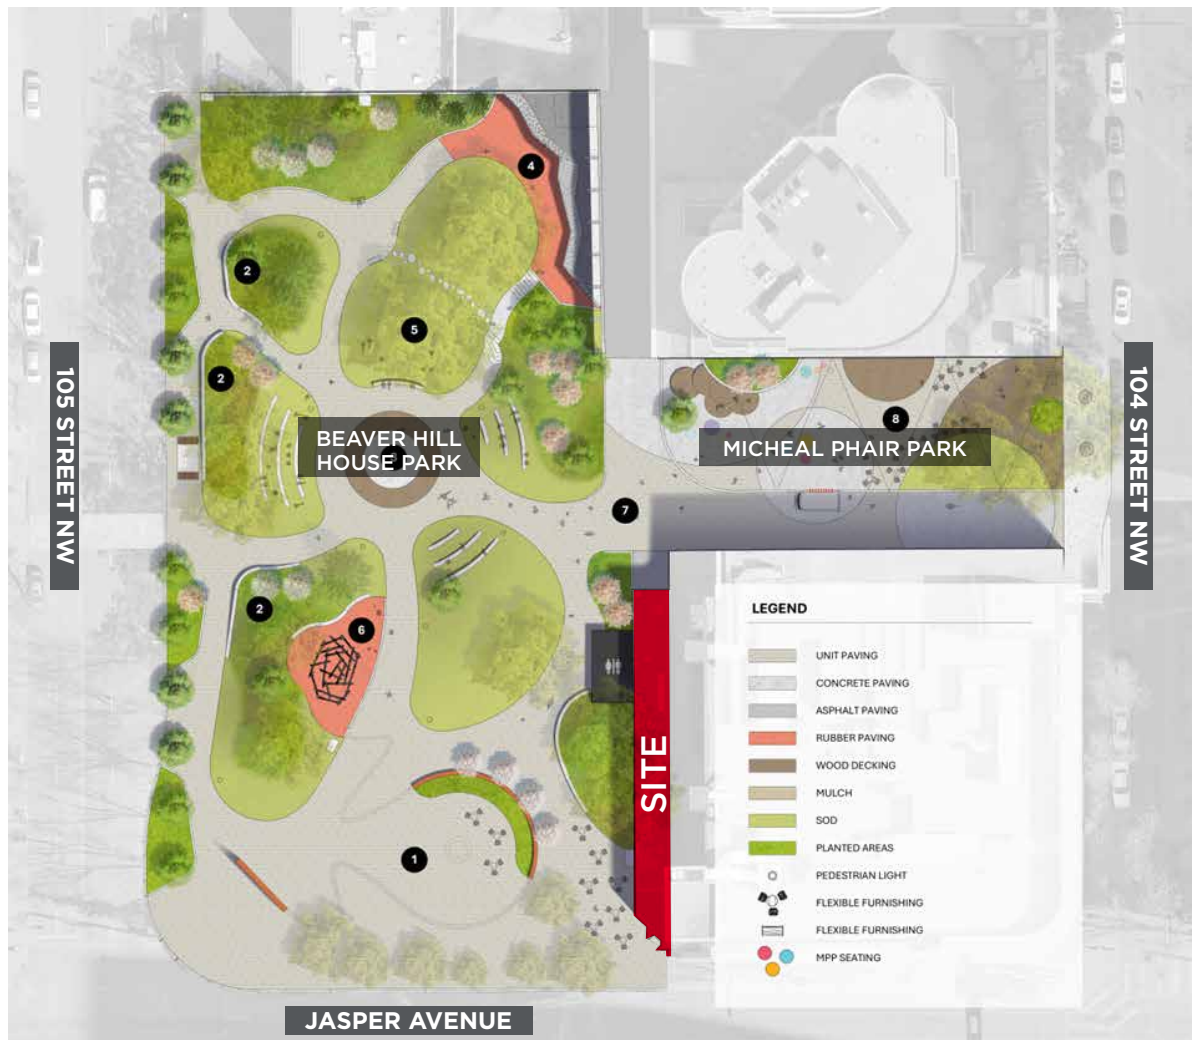 4
2
5
2
8
105 STREET NW
104 STREET NW
BEAVER HILL
HOUSE PARK
MICHEAL PHAIR PARK
7
2
6
SITE
1
LEGEND
UNIT PAVING
CONCRETE PAVING
ASPHALT PAVING
RUBBER PAVING
WOOD DECKING
MULCH
SOD
PLANTED AREAS
PEDESTRIAN LIGHT
FLEXIBLE FURNISHING
FLEXIBLE FURNISHING
MPP SEATING
JASPER AVENUE